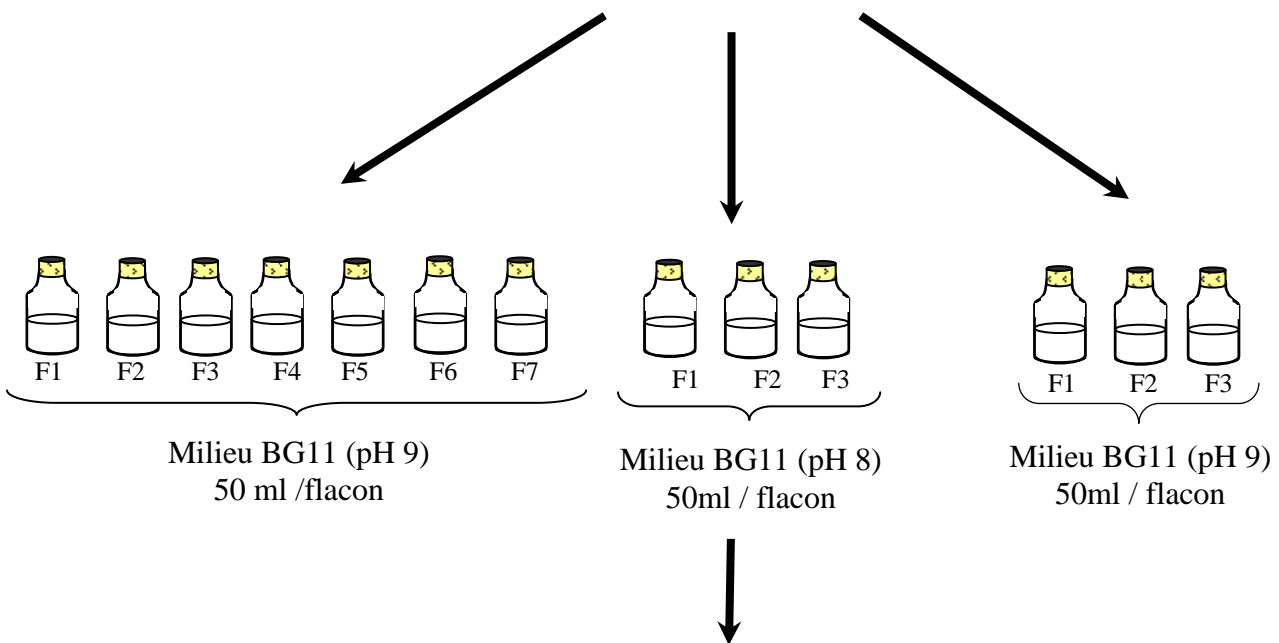 F1 F2 F3 F4 F5 F6 F7
Milieu BG11 (pH 9)
50 ml /flacon
F1 F2 F3
Milieu BG11 (pH 8)
50ml / flacon
F1 F2 F3
Milieu BG11 (pH 9)
50ml / flacon